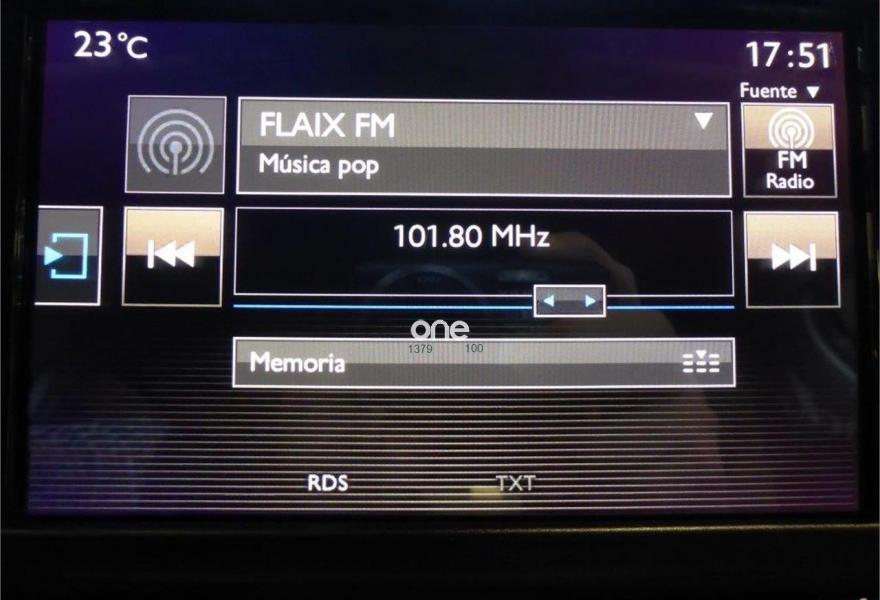 23°C
17:51
Fuente
FLAIX FM
Música pop
FM
Radio
101.80 MHz
one
1379 100
Memoria
RDS TXT